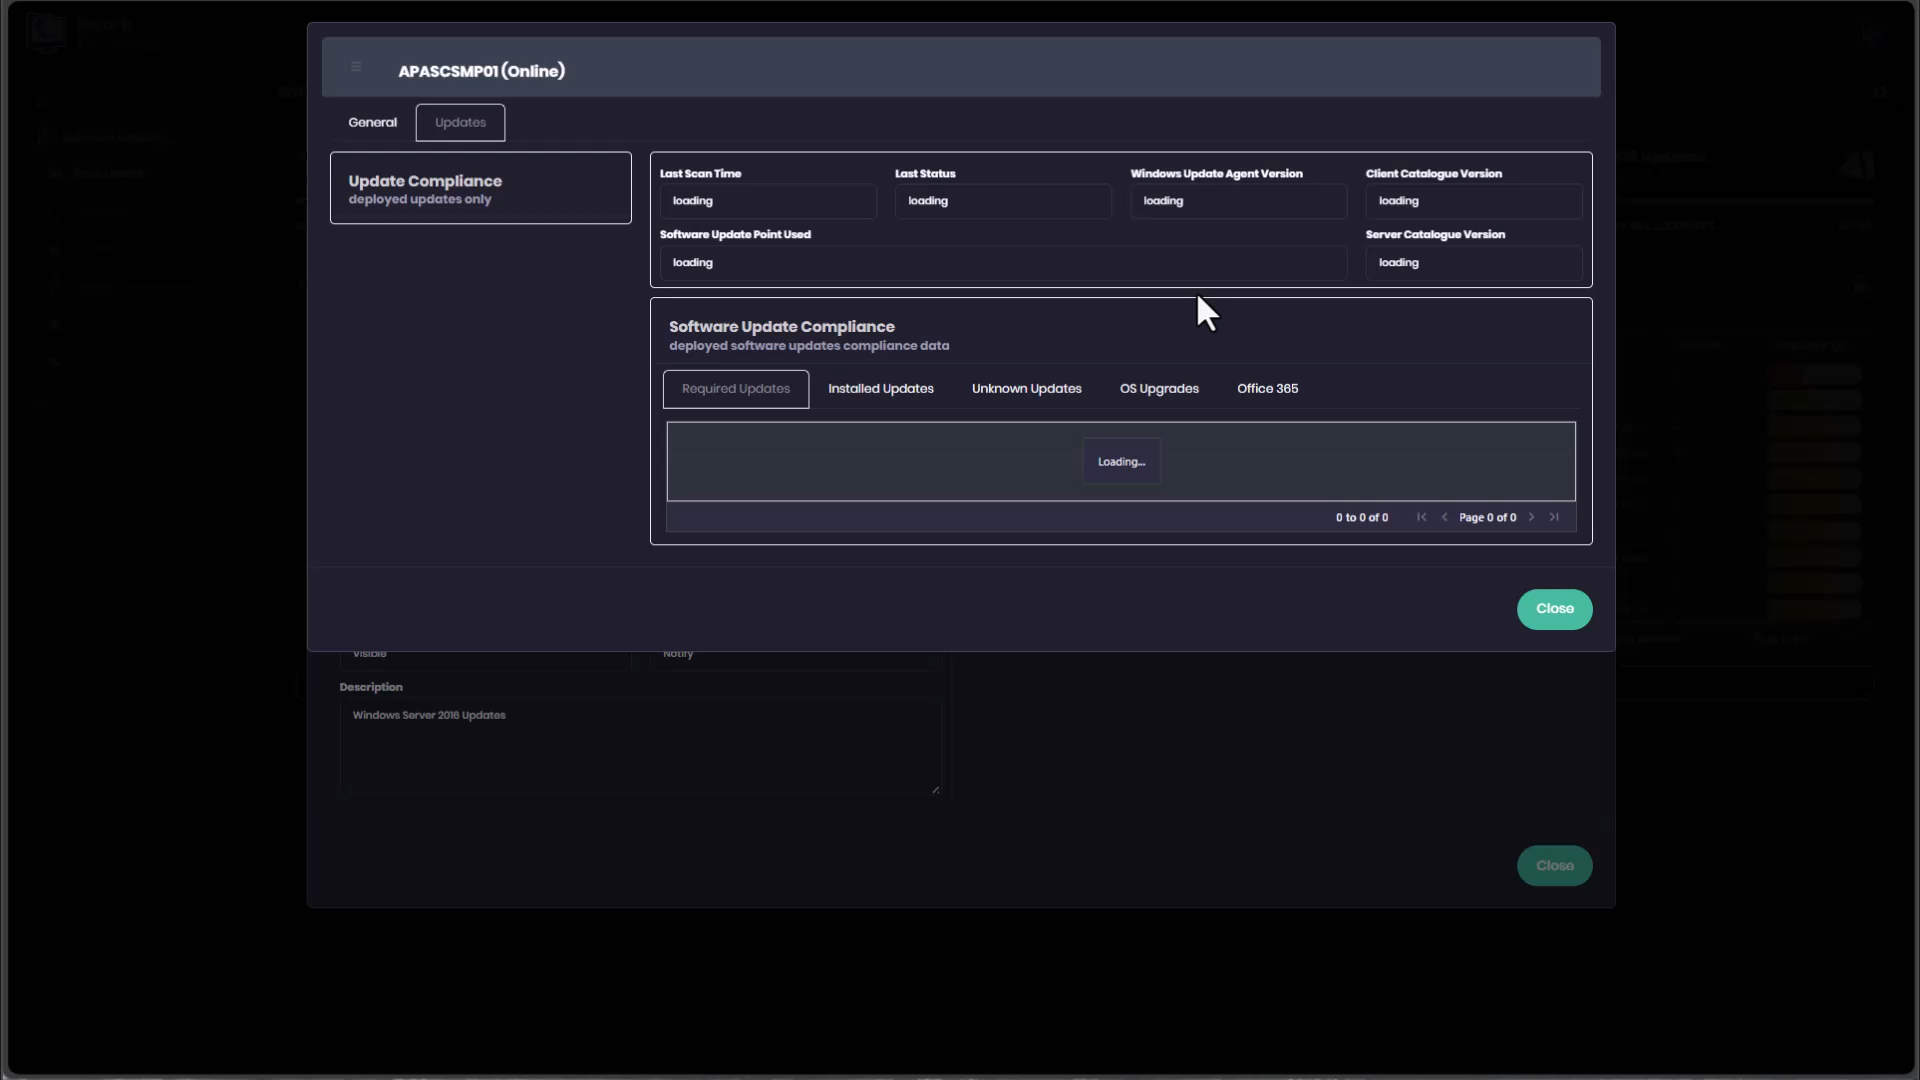 APASCSMP01 (Online)
General
Updates
Update Compliance
deployed updates only
Last Scan Time
Last Status
Windows Update Agent Version
Client Catalogue Version
loading
loading
loading
loading
Software Update Point Used
Server Catalogue Version
loading
loading
Software Update Compliance
deployed software updates compliance data
Required Updates
Installed Updates
Unknown Updates
OS Upgrades
Office 365
Loading...
0 to 0 of 0
Page 0 of 0
Close
Visible
Notify
Description
Windows Server 2016 Updates
Close
41